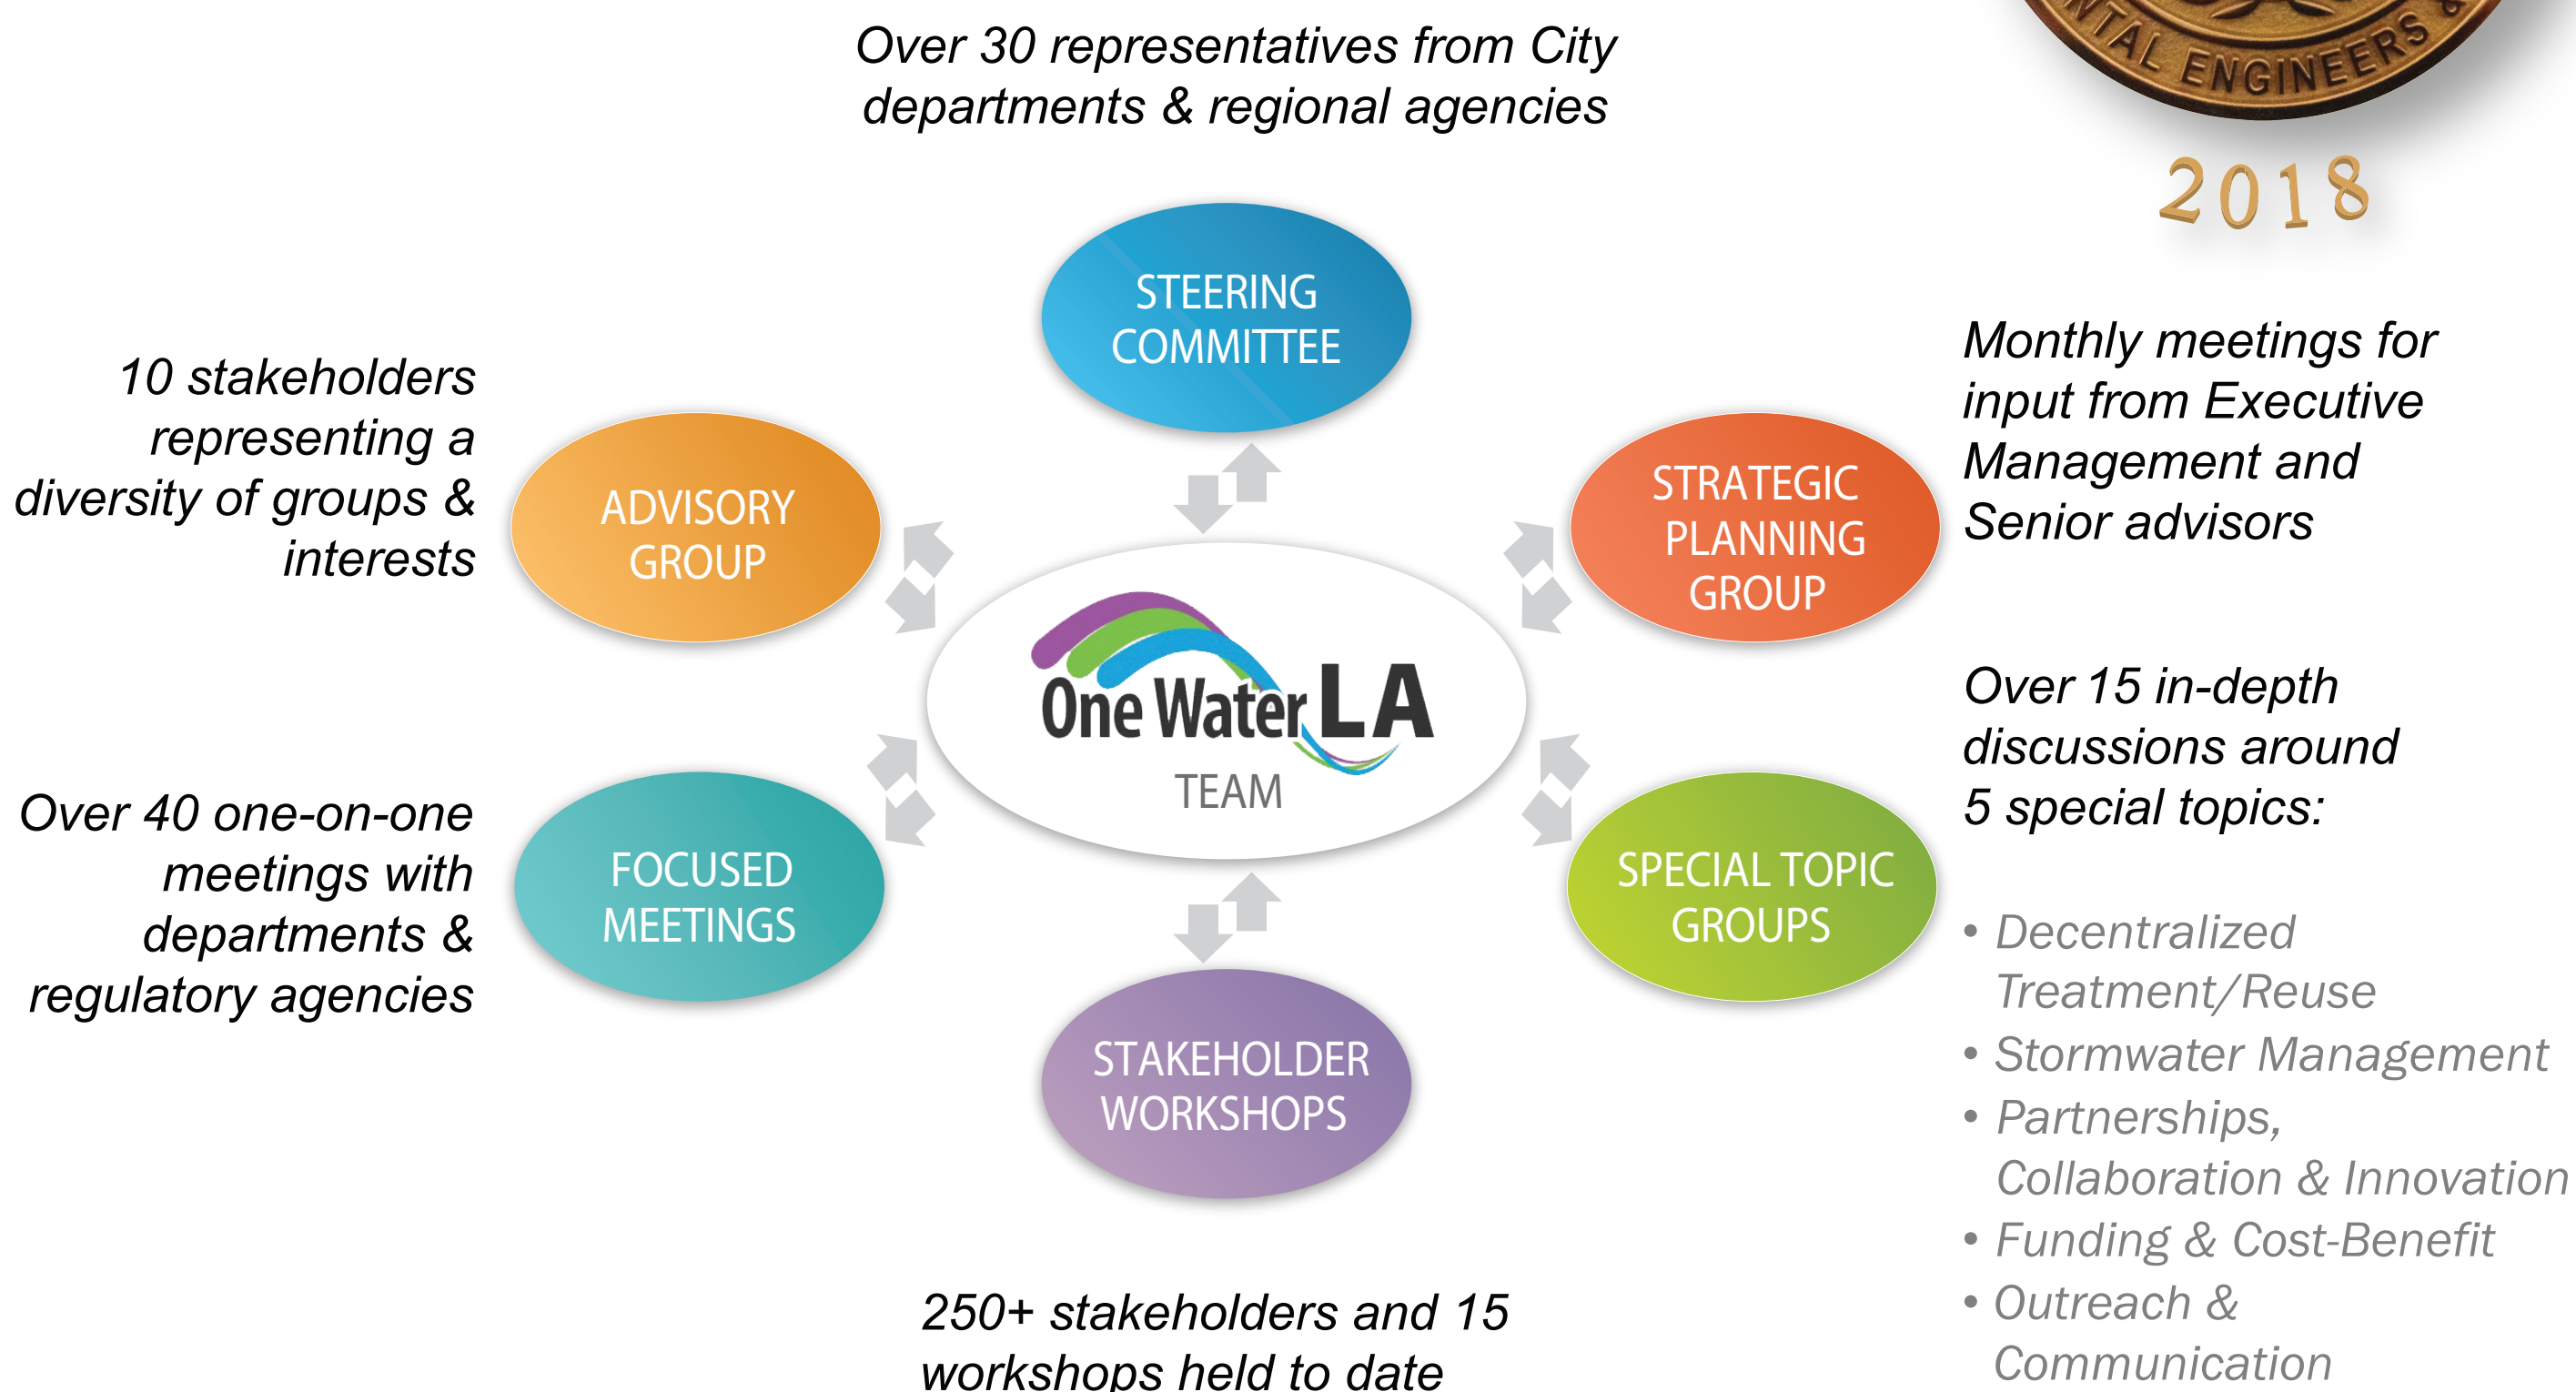 Over 30 representatives from City
departments & regional agencies
ENGINEERS &
2018
STEERING
COMMITTEE
10 stakeholders
representing a
diversity of groups &
interests
ADVISORY
GROUP
STRATEGIC
PLANNING
GROUP
Monthly meetings for
input from Executive
Management and
Senior advisors
One Water LA
TEAM
Over 40 one-on-one
meetings with
departments &
regulatory agencies
FOCUSED
MEETINGS
SPECIAL TOPIC
GROUPS
Over 15 in-depth
discussions around
5 special topics:
• Decentralized
Treatment/Reuse
• Stormwater Management
• Partnerships,
Collaboration & Innovation
• Funding & Cost-Benefit
• Outreach &
Communication
STAKEHOLDER
WORKSHOPS
250+ stakeholders and 15
workshops held to date